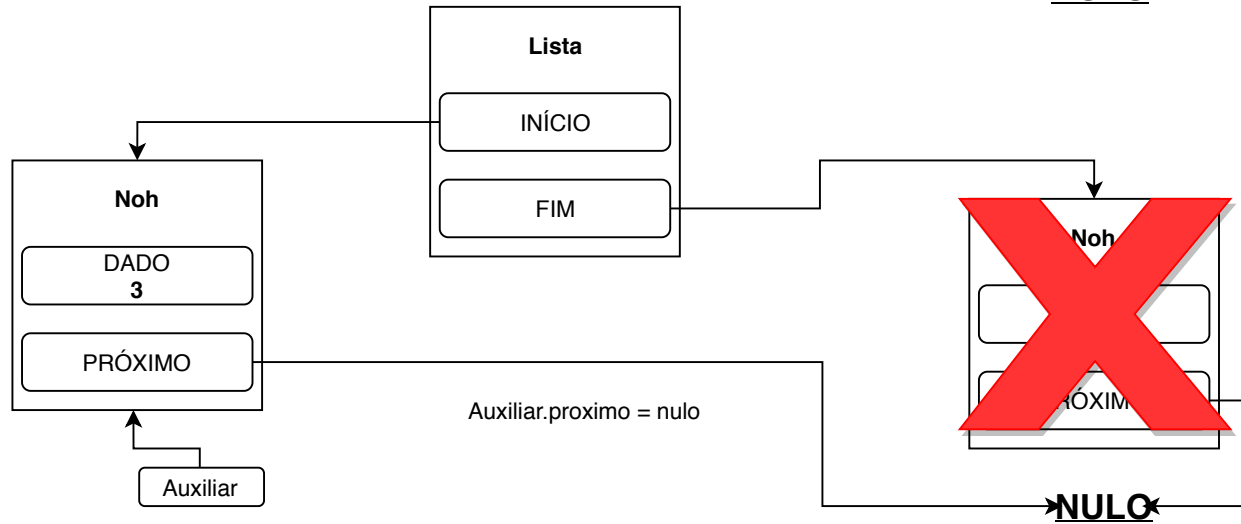 Lista
INÍCIO
FIM
Noh
DADO
3
PRÓXIMO
Auxiliar
Auxiliar.proximo = nulo
Noh
NULO